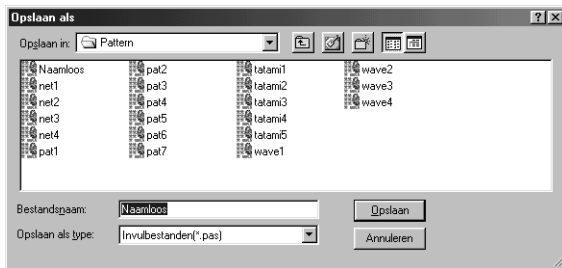 Opslaan als
Opslaan in: Pattern
Naamloos
net1
net2
net3
net4
pat1
pat2
pat3
pat4
pat5
pat6
pat7
tatami1
tatami2
tatami3
tatami4
tatami5
wave1
wave2
wave3
wave4
Bestandsnaam: Naamloos
Opslaan
Opslaan als type: Invulbestanden(*.pas)
Annuleren